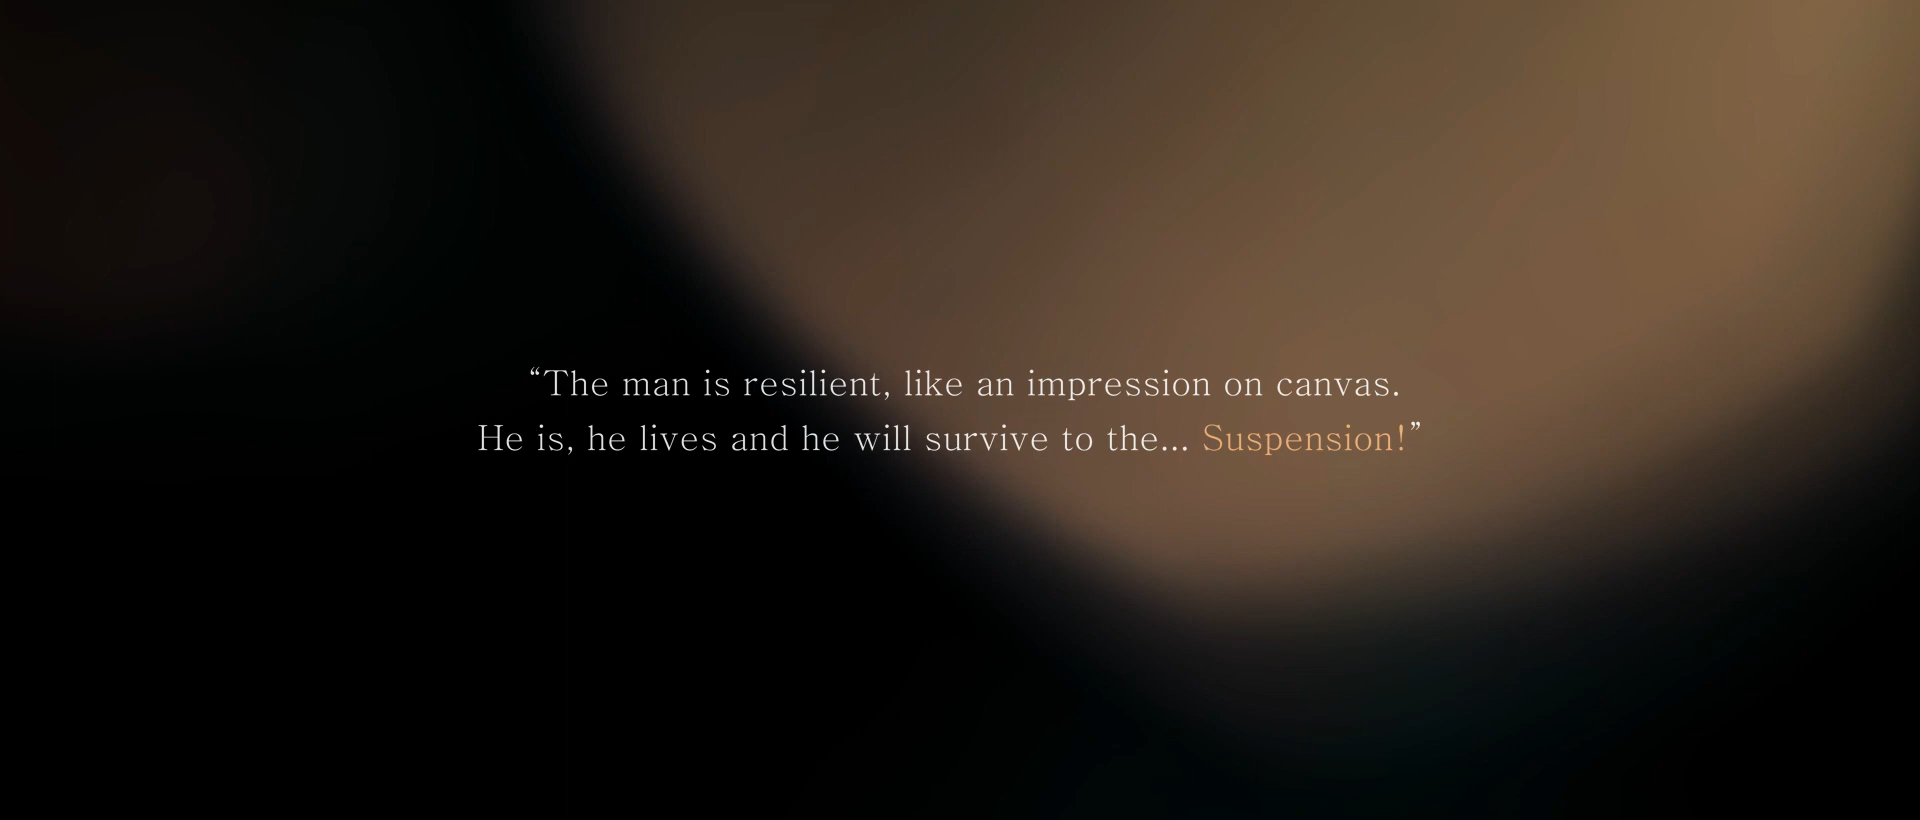 “The man is resilient, like an impression on canvas.
He is, he lives and he will survive to the... Suspension!”